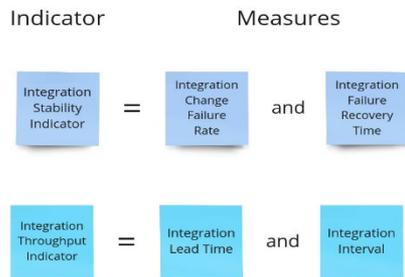 Indicator
Measures
Integration
Stability
Indicator
=
Integration
Change
Failure
Rate
and
Integration
Failure
Recovery
Time
Integration
Throughput
Indicator
=
Integration
Lead Time
and
Integration
Interval